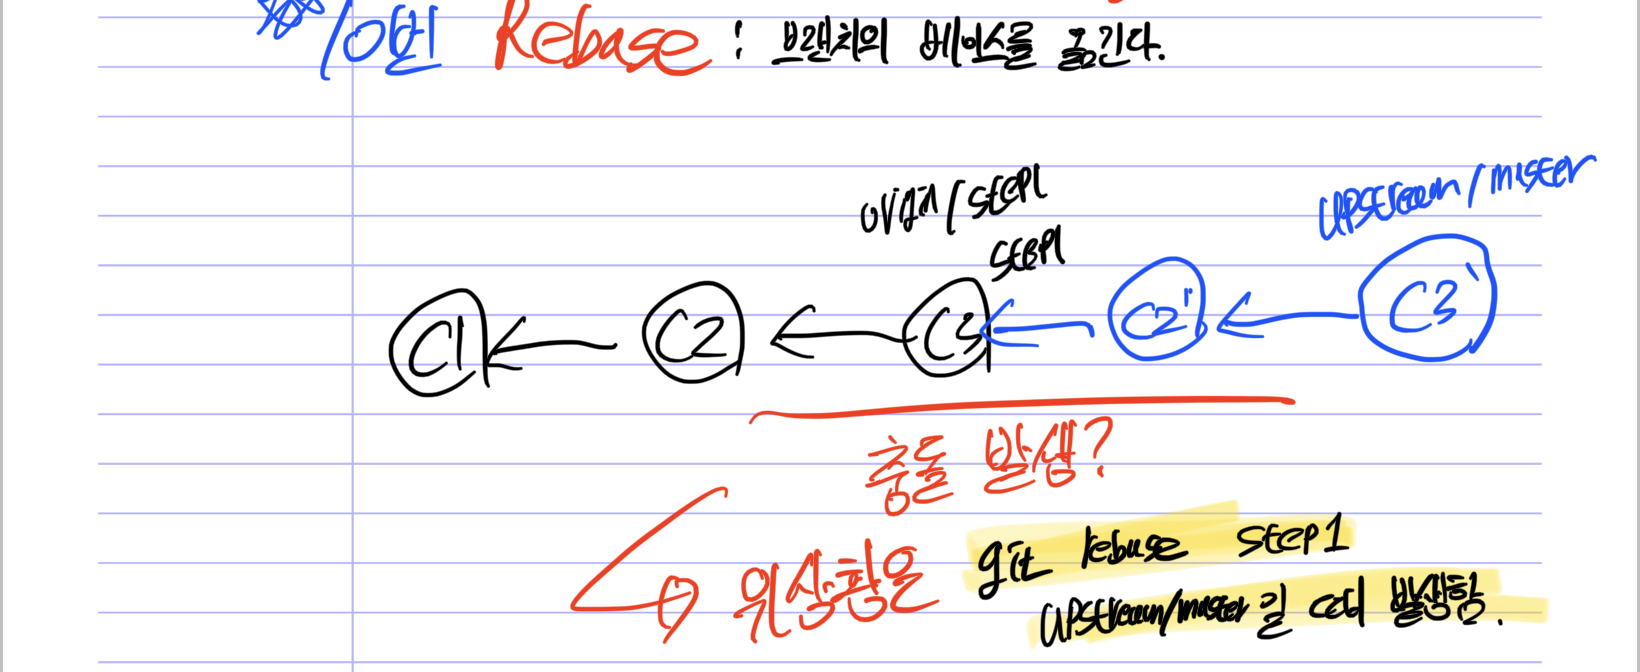 10번 Rebase : 브랜치의 베이스를 옮긴다.
/step1
upstream/master
step1
C1 C2 C3 C2' C3'
충돌 발생?
위상황은 git rebase step1
upstream/master 일 때 발생함.